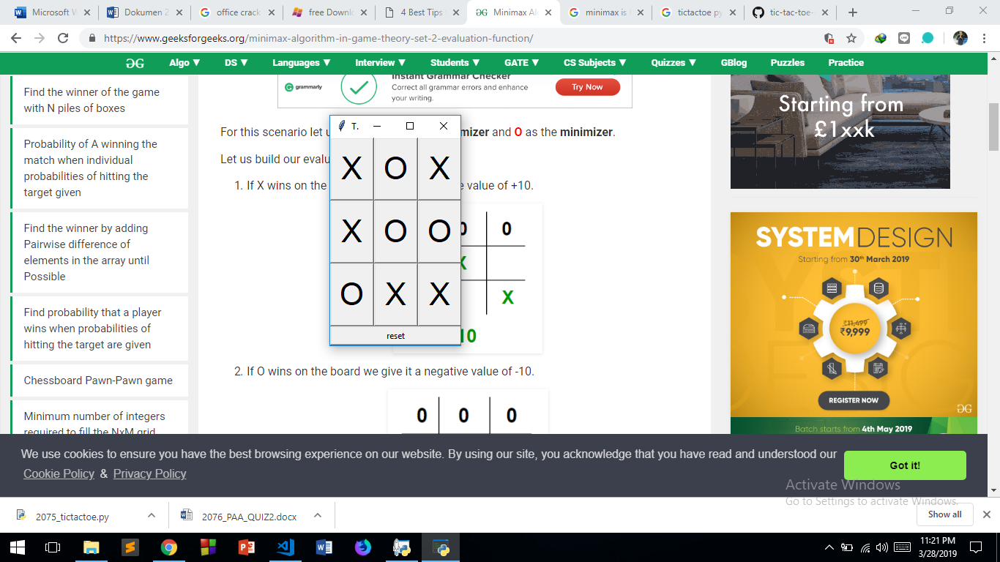 Microsoft W
Dokumen 2
office crack
free Downlo
4 Best Tips
Minimax Al
minimax is
tictactoe py
tic-tac-toe-
https://www.geeksforgeeks.org/minimax-algorithm-in-game-theory-set-2-evaluation-function/
Algo ▼ DS ▼ Languages ▼ Interview ▼ Students ▼ GATE ▼ CS Subjects ▼ Quizzes ▼ GBlog Puzzles Practice
Find the winner of the game
with N piles of boxes
Probability of A winning the
match when individual
probabilities of hitting the
target given
Find the winner by adding
Pairwise difference of
elements in the array until
Possible
Find probability that a player
wins when probabilities of
hitting the target are given
Chessboard Pawn-Pawn game
Minimum number of integers
required to fill the NxM grid
grammarly
Instant Grammar Checker
Correct all grammar errors and enhance
your writing.
Try Now
For this scenario let u mizer and O as the minimizer.
Let us build our evalu
1. If X wins on the e value of +10.
T.
X O X
X O O
O X X
reset
0 0
X
X
10
2. If O wins on the board we give it a negative value of -10.
0 0 0
Starting from
£1xxk
SYSTEM DESIGN
Starting from 30th March 2019
₹11,499
₹9,999
REGISTER NOW
Batch starts from 4th May 2019
We use cookies to ensure you have the best browsing experience on our website. By using our site, you acknowledge that you have read and understood our
Cookie Policy & Privacy Policy
Got it!
Activate Windows
Go to Settings to activate Windows.
2075_tictactoe.py
2076_PAA_QUIZ2.docx
Show all
11:21 PM
3/28/2019